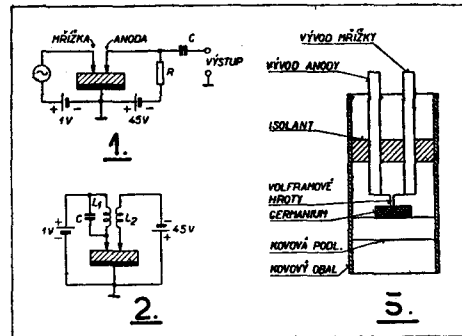 MŘÍŽKA
ANODA
C
VÝSTUP
R
+ 1V -
+ 45V -
1.
L₁
L₂
C
1V
45V
2.
VÝVOD MŘÍŽKY
VÝVOD ANODY
ISOLANT
VOLFRAMOVÉ
HROTY
GERMANIUM
KOVOVÁ PODL.
KOVOVÝ OBAL
3.